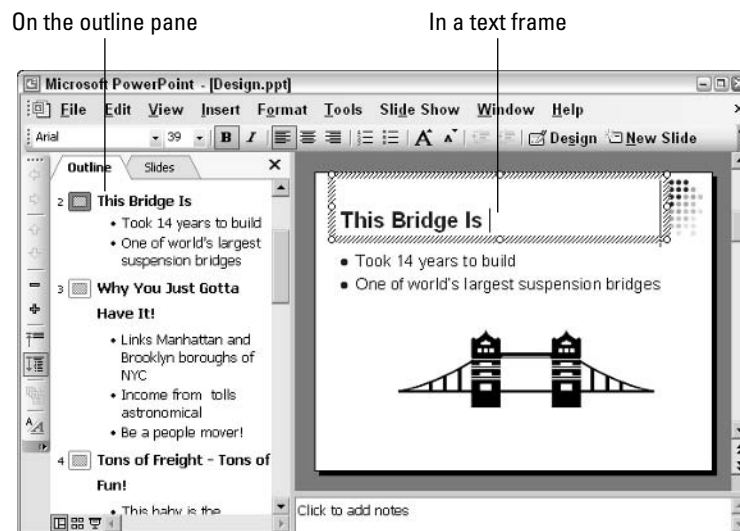 On the outline pane
In a text frame
Microsoft PowerPoint - [Design.ppt]
File Edit View Insert Format Tools Slide Show Window Help
Arial 39 B I A A Design New Slide
Outline Slides
2 This Bridge Is
• Took 14 years to build
• One of world's largest
suspension bridges
3 Why You Just Gotta
Have It!
• Links Manhattan and
Brooklyn boroughs of
NYC
• Income from tolls
astronomical
• Be a people mover!
4 Tons of Freight - Tons of
Fun!
• This baby is the
This Bridge Is
• Took 14 years to build
• One of world's largest suspension bridges
Click to add notes